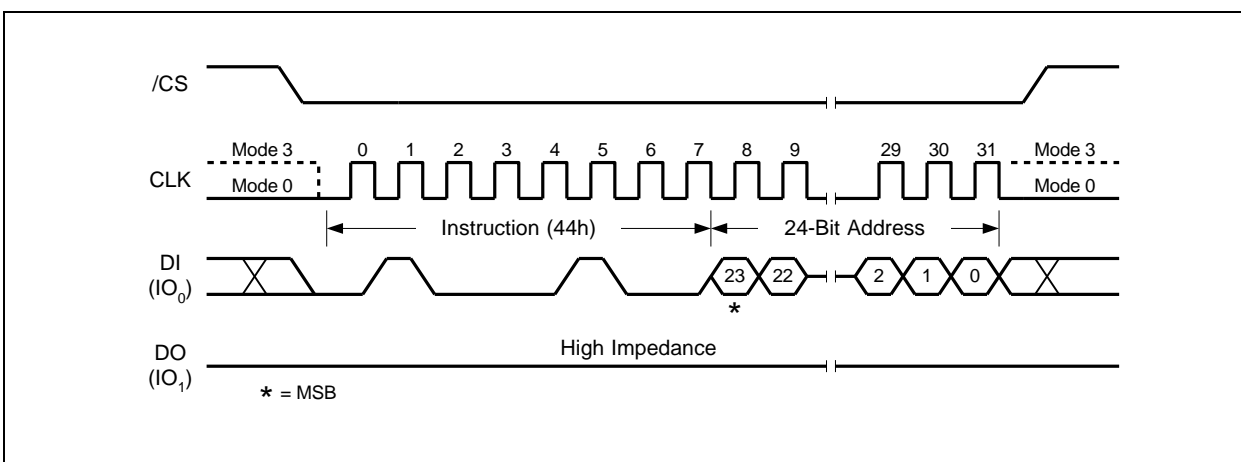 /CS
Mode 3
0 1 2 3 4 5 6 7 8 9 29 30 31
Mode 3
CLK
Mode 0
Mode 0
Instruction (44h)
24-Bit Address
DI
(IO₀)
23 22 2 1 0
*
DO
(IO₁)
High Impedance
* = MSB